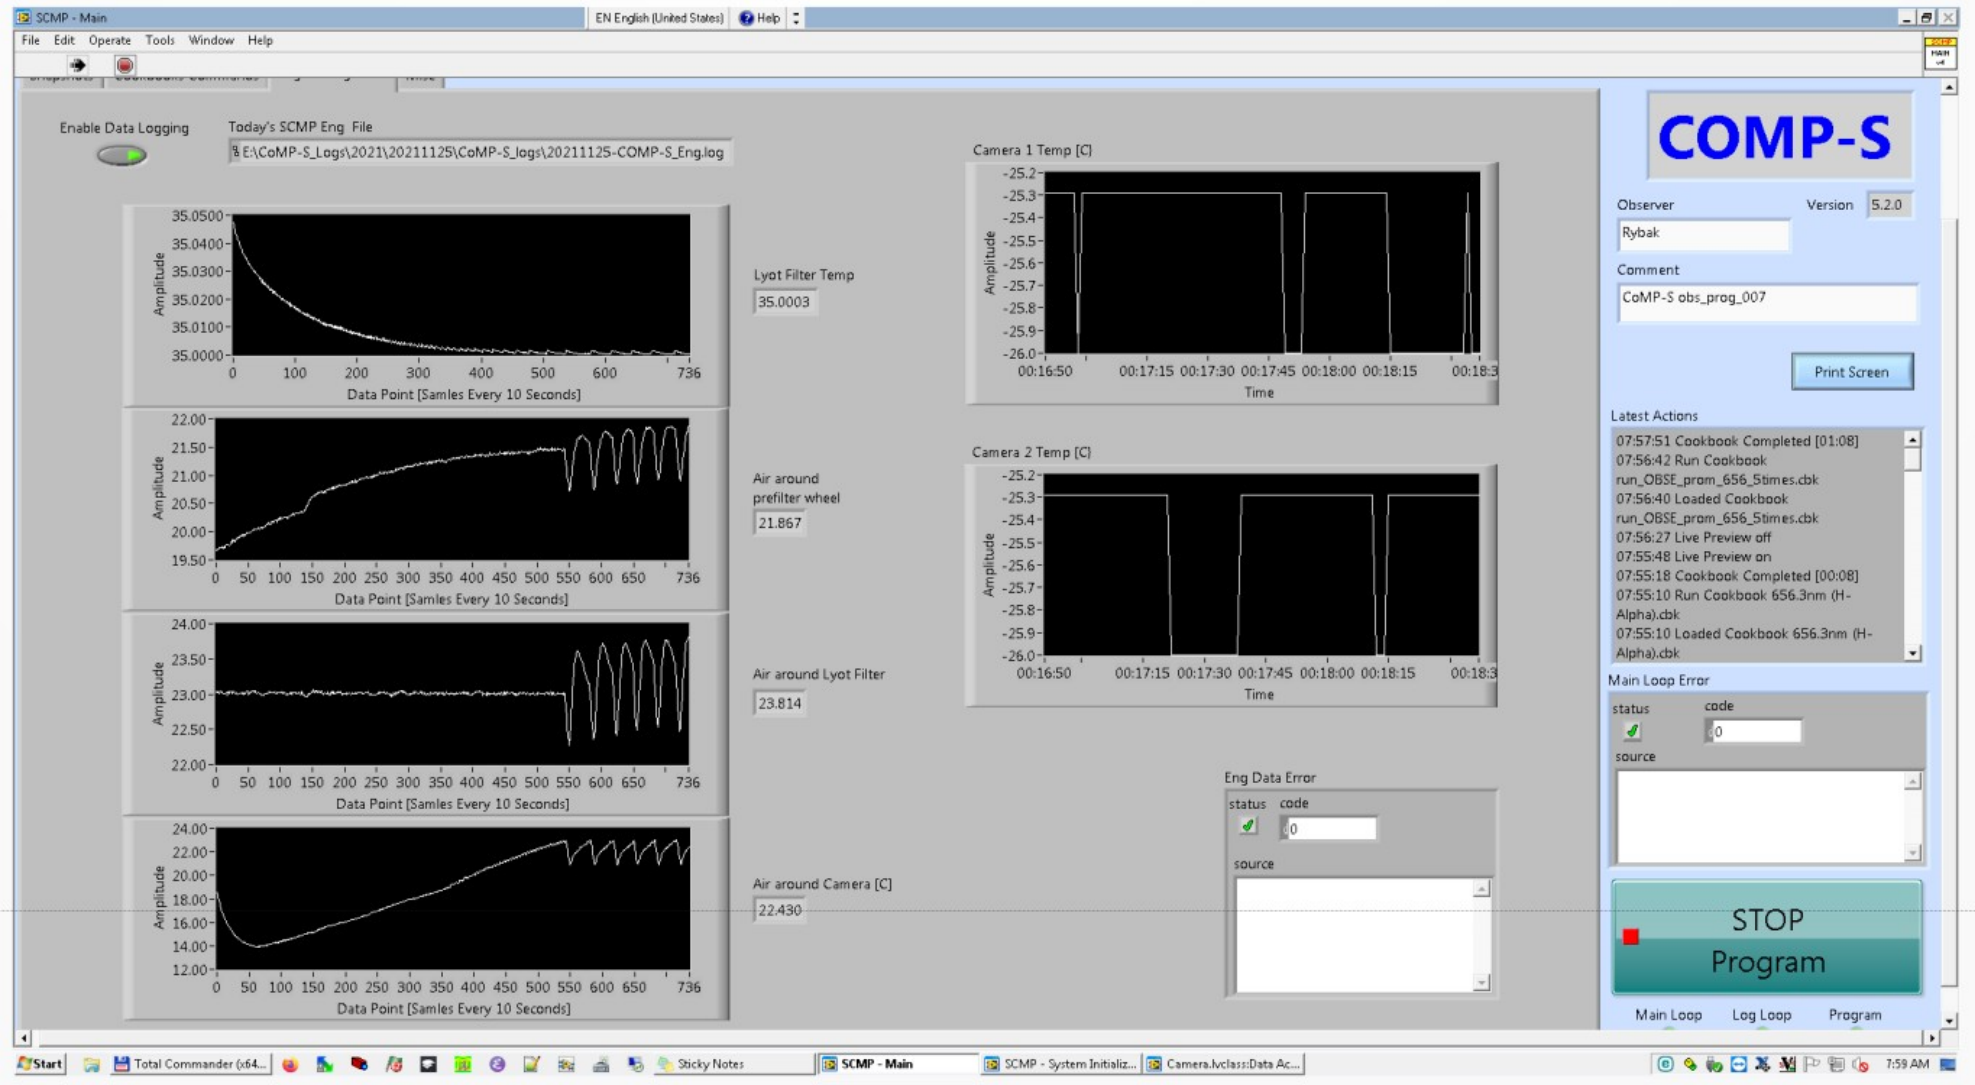 SCMP - Main
EN English (United States) Help
File Edit Operate Tools Window Help
SCMP
MAIN
v4
Misc
Enable Data Logging
Today's SCMP Eng File
E:\CoMP-S_Logs\2021\20211125\CoMP-S_logs\20211125-COMP-S_Eng.log
35.0500
35.0400
35.0300
35.0200
35.0100
35.0000
Amplitude
0 100 200 300 400 500 600 736
Data Point [Samles Every 10 Seconds]
Lyot Filter Temp
35.0003
22.00
21.50
21.00
20.50
20.00
19.50
Amplitude
0 50 100 150 200 250 300 350 400 450 500 550 600 650 736
Data Point [Samles Every 10 Seconds]
Air around
prefilter wheel
21.867
24.00
23.50
23.00
22.50
22.00
Amplitude
0 50 100 150 200 250 300 350 400 450 500 550 600 650 736
Data Point [Samles Every 10 Seconds]
Air around Lyot Filter
23.814
24.00
22.00
20.00
18.00
16.00
14.00
12.00
Amplitude
0 50 100 150 200 250 300 350 400 450 500 550 600 650 736
Data Point [Samles Every 10 Seconds]
Air around Camera [C]
22.430
Camera 1 Temp [C]
-25.2
-25.3
-25.4
-25.5
-25.6
-25.7
-25.8
-25.9
-26.0
Amplitude
00:16:50 00:17:15 00:17:30 00:17:45 00:18:00 00:18:15 00:18:3
Time
Camera 2 Temp [C]
-25.2
-25.3
-25.4
-25.5
-25.6
-25.7
-25.8
-25.9
-26.0
Amplitude
00:16:50 00:17:15 00:17:30 00:17:45 00:18:00 00:18:15 00:18:3
Time
Eng Data Error
status code
0
source
COMP-S
Observer Version 5.2.0
Rybak
Comment
CoMP-S obs_prog_007
Print Screen
Latest Actions
07:57:51 Cookbook Completed [01:08]
07:56:42 Run Cookbook
run_OBSE_prom_656_5times.cbk
07:56:40 Loaded Cookbook
run_OBSE_prom_656_5times.cbk
07:56:27 Live Preview off
07:55:48 Live Preview on
07:55:18 Cookbook Completed [00:08]
07:55:10 Run Cookbook 656.3nm (H-
Alpha).cbk
07:55:10 Loaded Cookbook 656.3nm (H-
Alpha).cbk
Main Loop Error
status code
0
source
STOP
Program
Main Loop Log Loop Program
Start Total Commander (x64... Sticky Notes SCMP - Main SCMP - System Initializ... Camera.lvclass:Data Ac... 7:59 AM